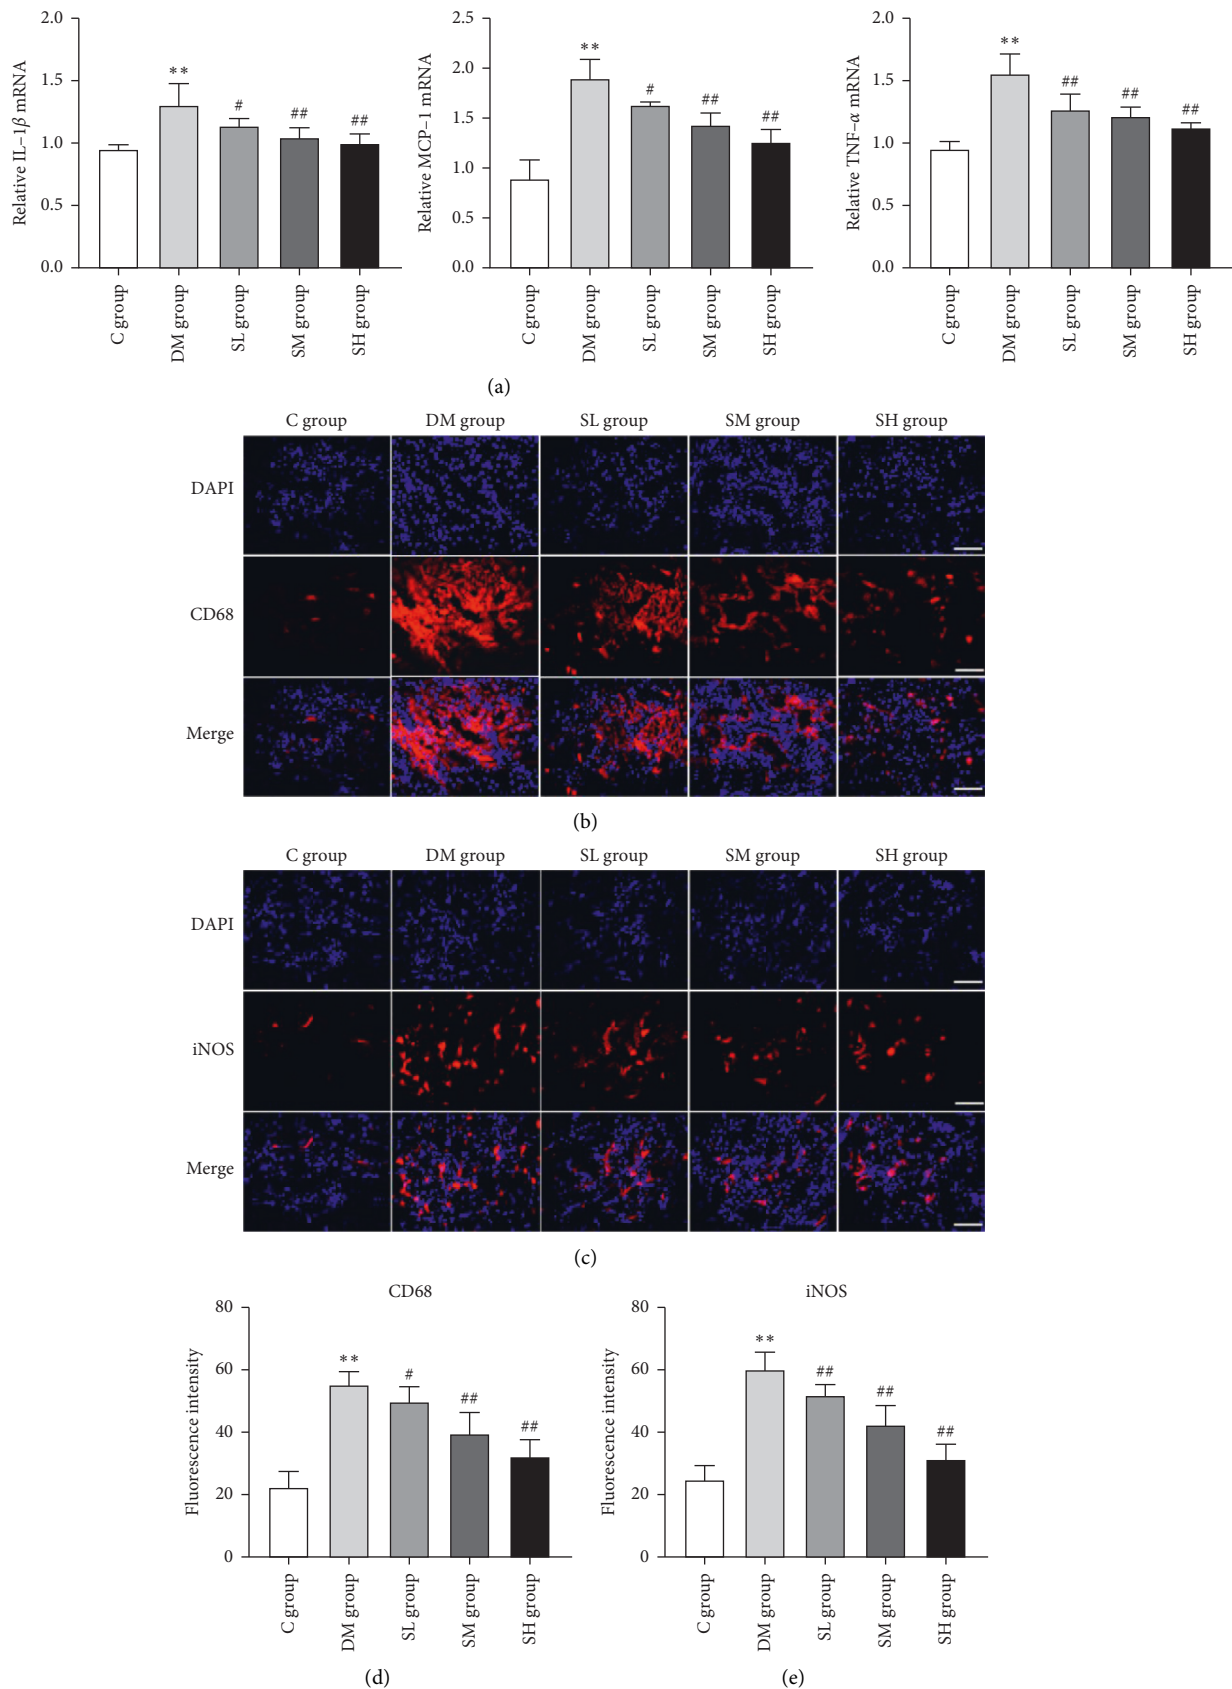 Relative IL-1β mRNA
2.0
1.5
1.0
0.5
0.0
**
#
##
##
C group
DM group
SL group
SM group
SH group
Relative MCP-1 mRNA
2.5
2.0
1.5
1.0
0.5
0.0
**
#
##
##
C group
DM group
SL group
SM group
SH group
Relative TNF-α mRNA
2.0
1.5
1.0
0.5
0.0
**
##
##
##
C group
DM group
SL group
SM group
SH group
(a)
C group DM group SL group SM group SH group
DAPI
CD68
Merge
(b)
C group DM group SL group SM group SH group
DAPI
iNOS
Merge
(c)
CD68
Fluorescence intensity
80
60
40
20
0
**
#
##
##
C group
DM group
SL group
SM group
SH group
(d)
iNOS
Fluorescence intensity
80
60
40
20
0
**
##
##
##
C group
DM group
SL group
SM group
SH group
(e)